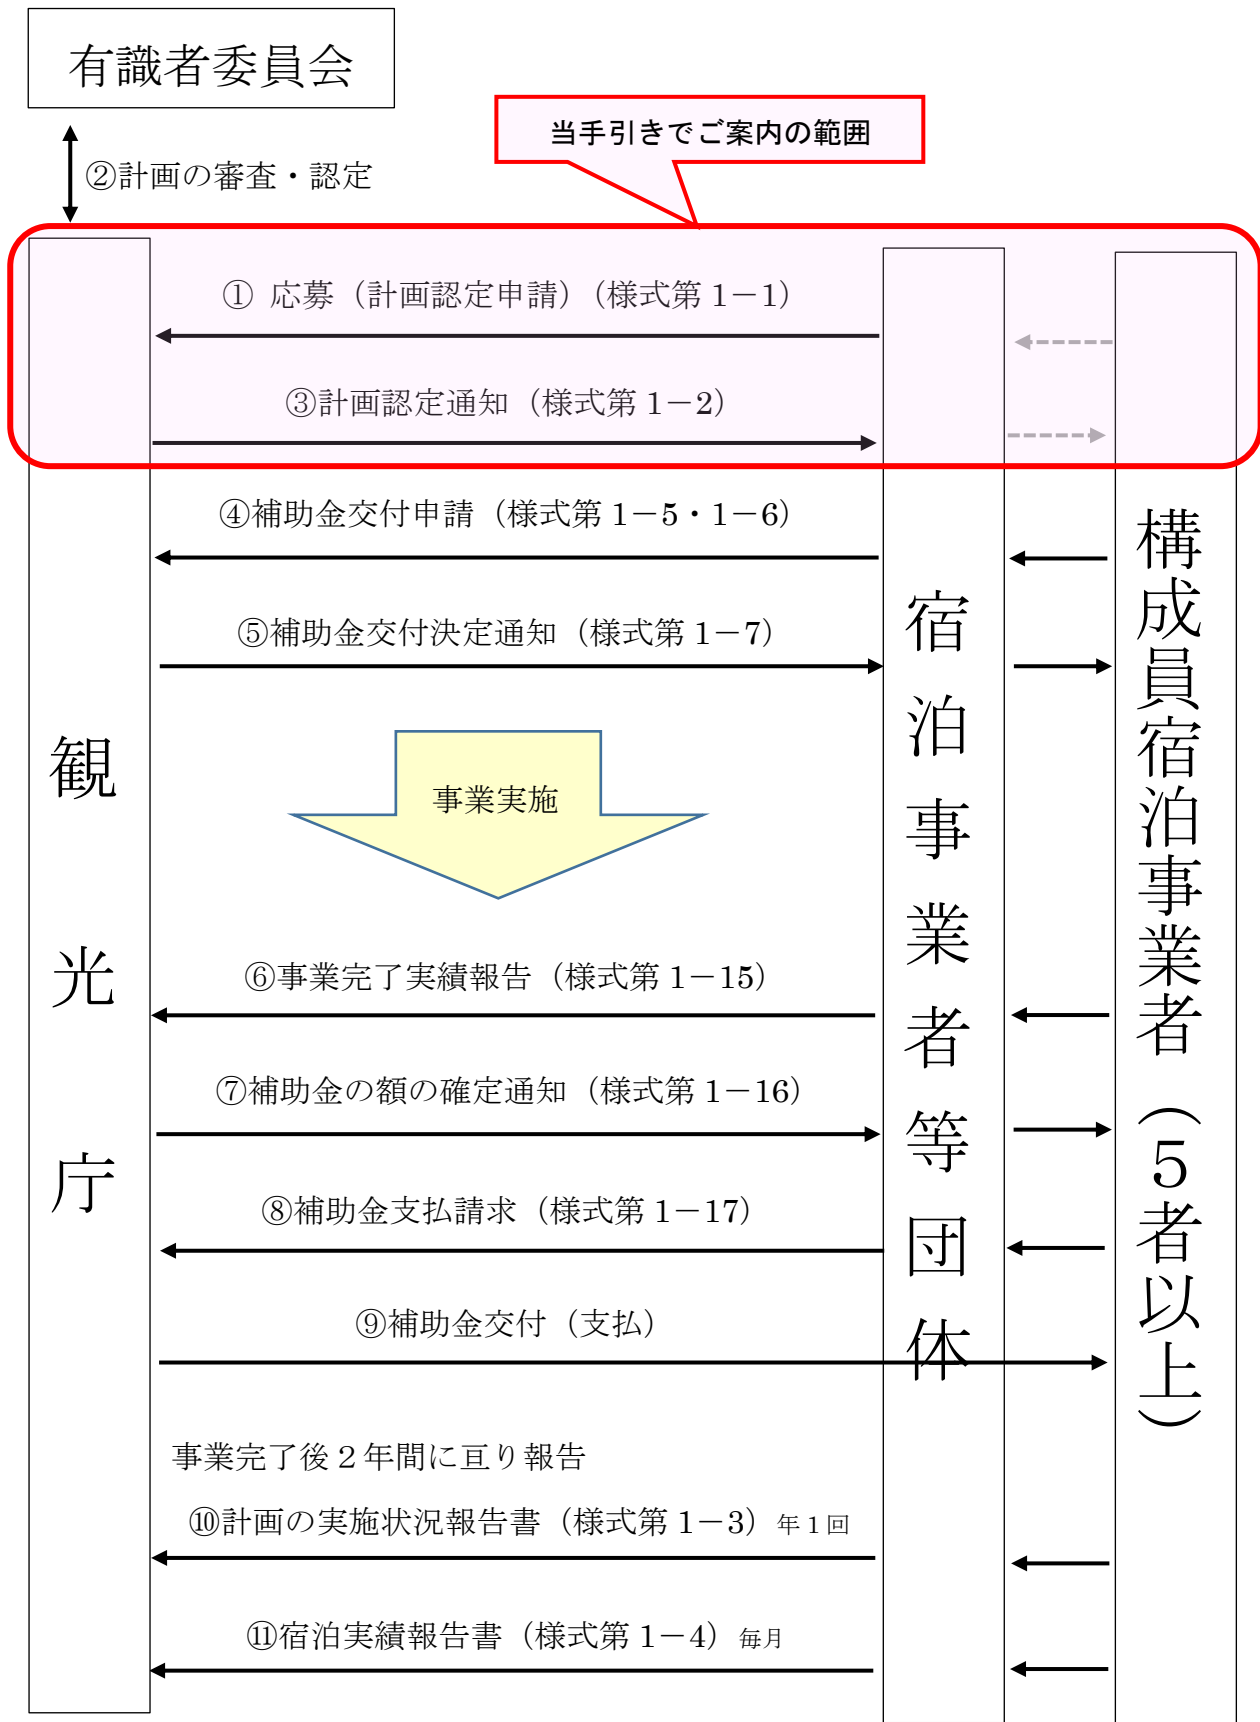 有識者委員会
当手引きでご案内の範囲
②計画の審査・認定
① 応募（計画認定申請）（様式第 1－1）
③計画認定通知（様式第 1－2）
④補助金交付申請（様式第 1－5・1－6）
⑤補助金交付決定通知（様式第 1－7）
事業実施
⑥事業完了実績報告（様式第 1－15）
⑦補助金の額の確定通知（様式第 1－16）
⑧補助金支払請求（様式第 1－17）
⑨補助金交付（支払）
事業完了後２年間に亘り報告
⑩計画の実施状況報告書（様式第 1－3）年１回
⑪宿泊実績報告書（様式第 1－4）毎月
観光庁
宿泊事業者等団体
構成員宿泊事業者（５者以上）